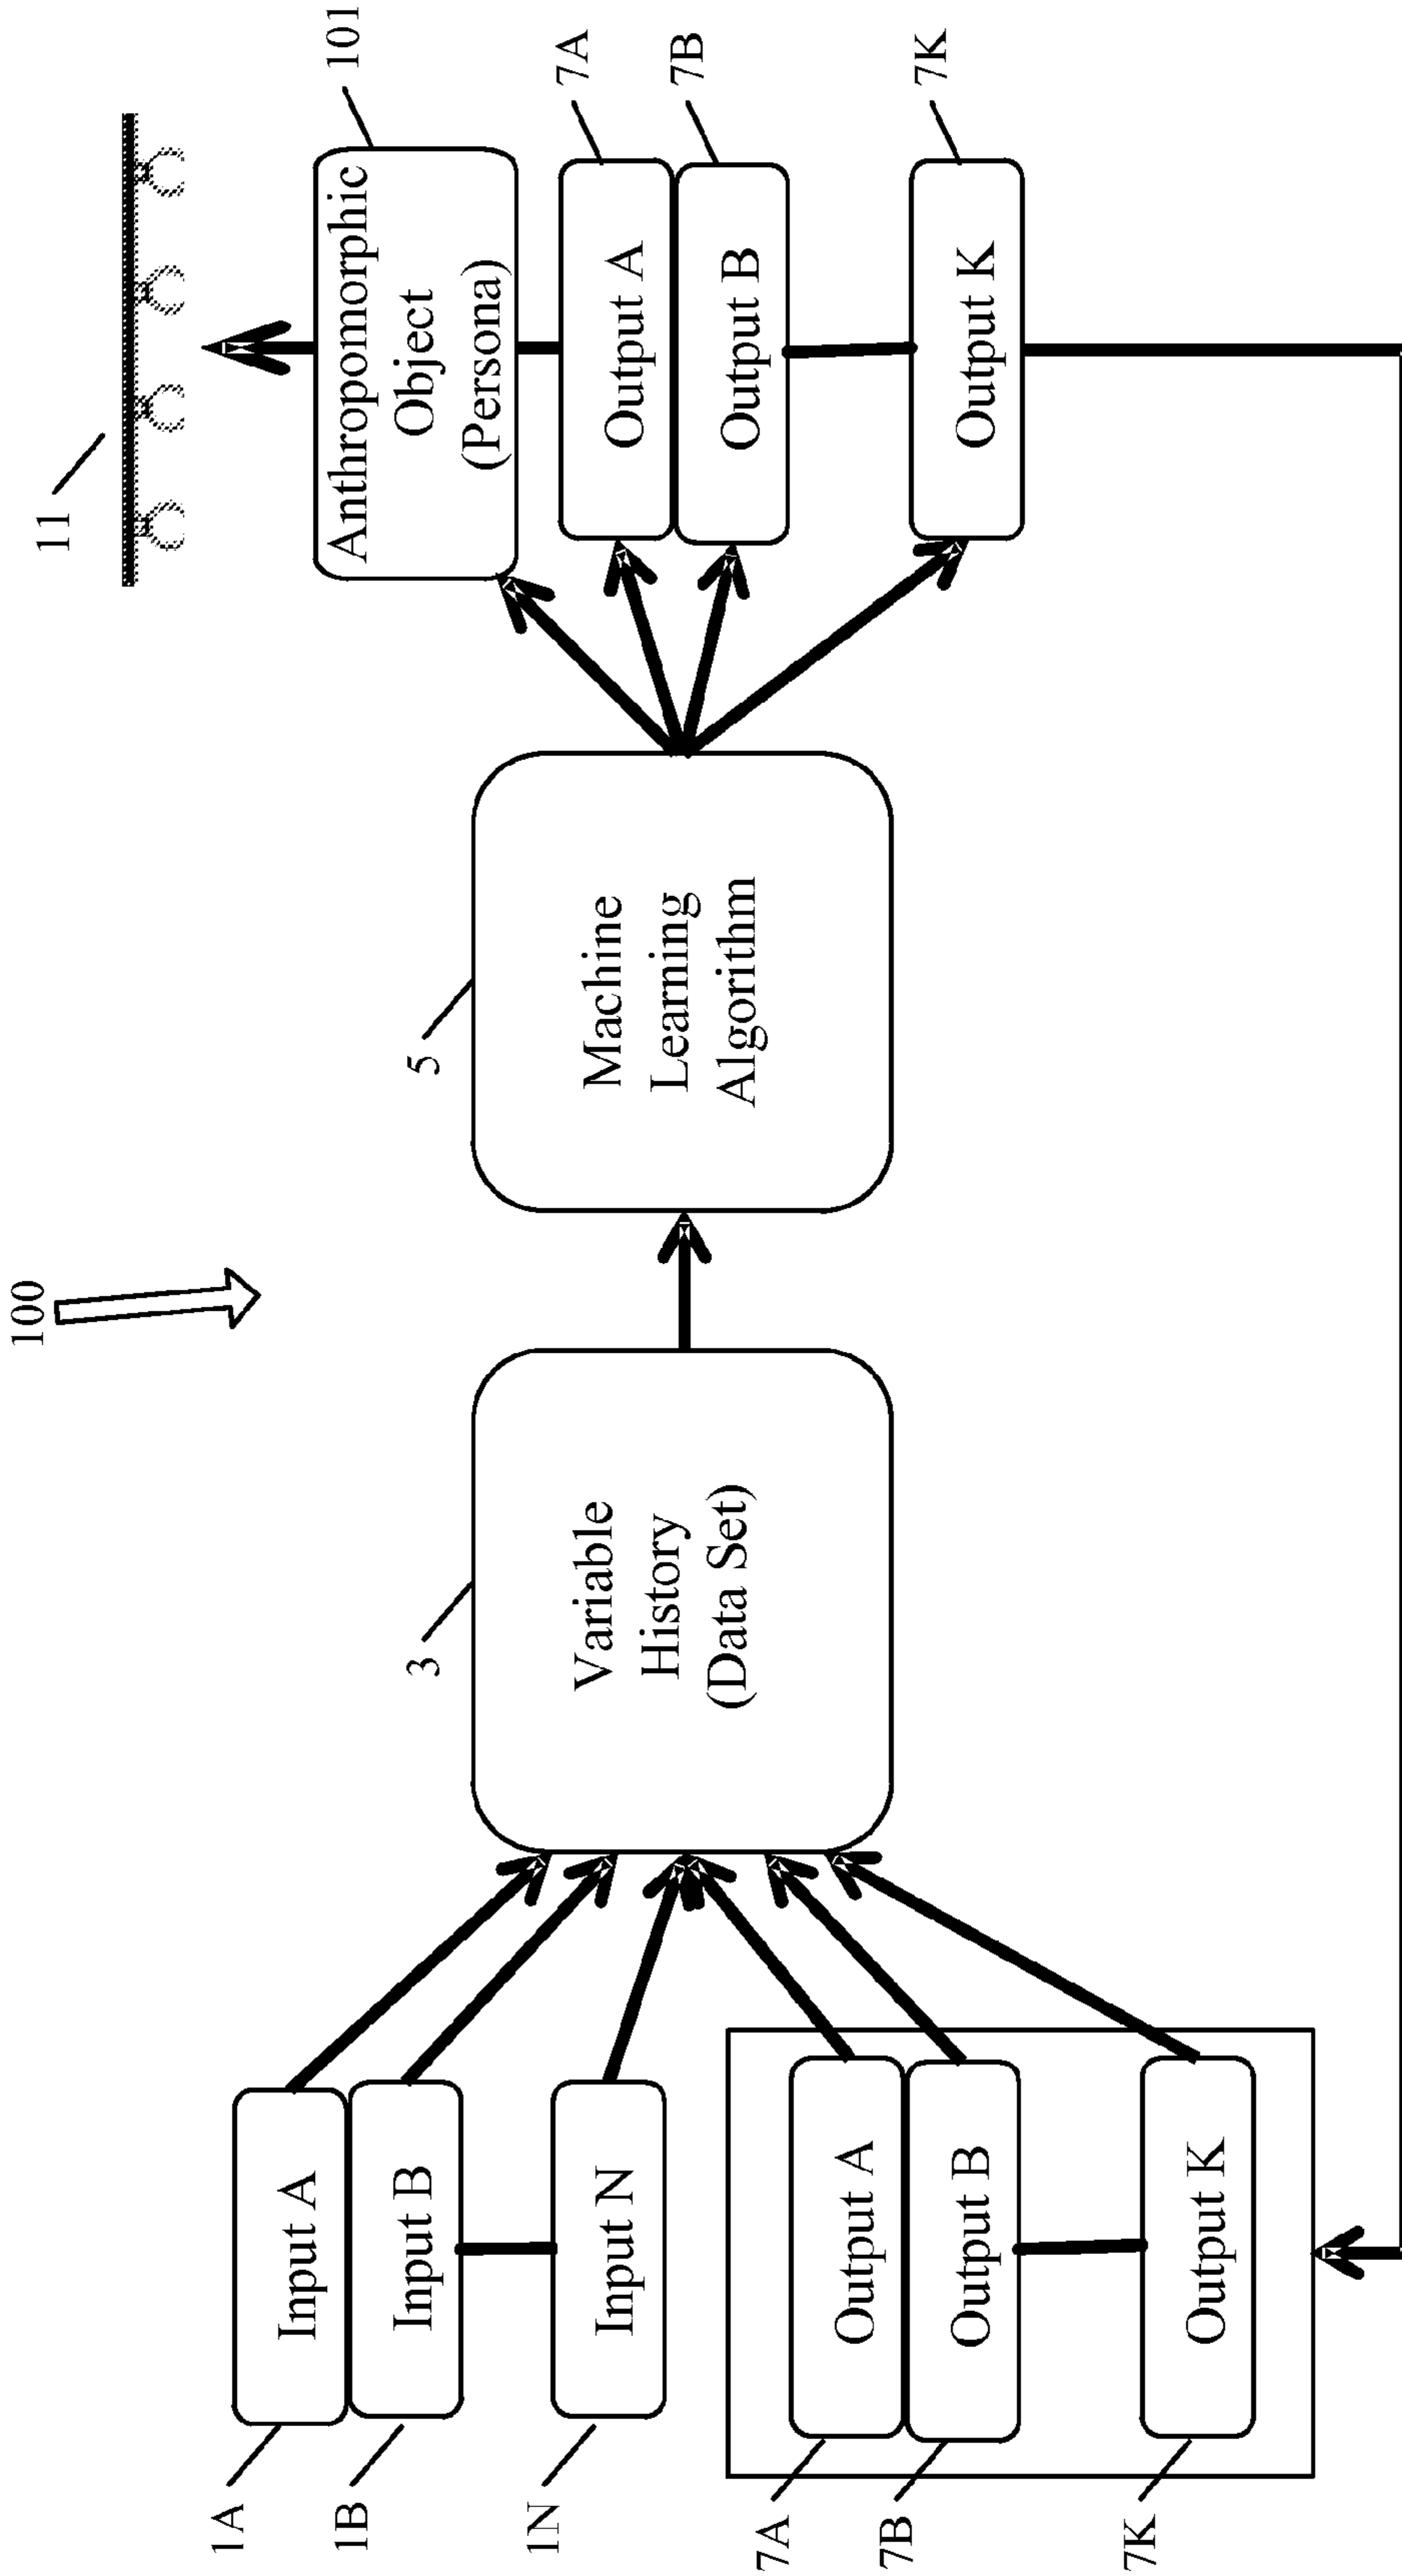 100
11
1A
Input A
1B
Input B
1N
Input N
7A
Output A
7B
Output B
7K
Output K
3
Variable
History
(Data Set)
5
Machine
Learning
Algorithm
101
Anthropomorphic
Object
(Persona)
7A
Output A
7B
Output B
7K
Output K